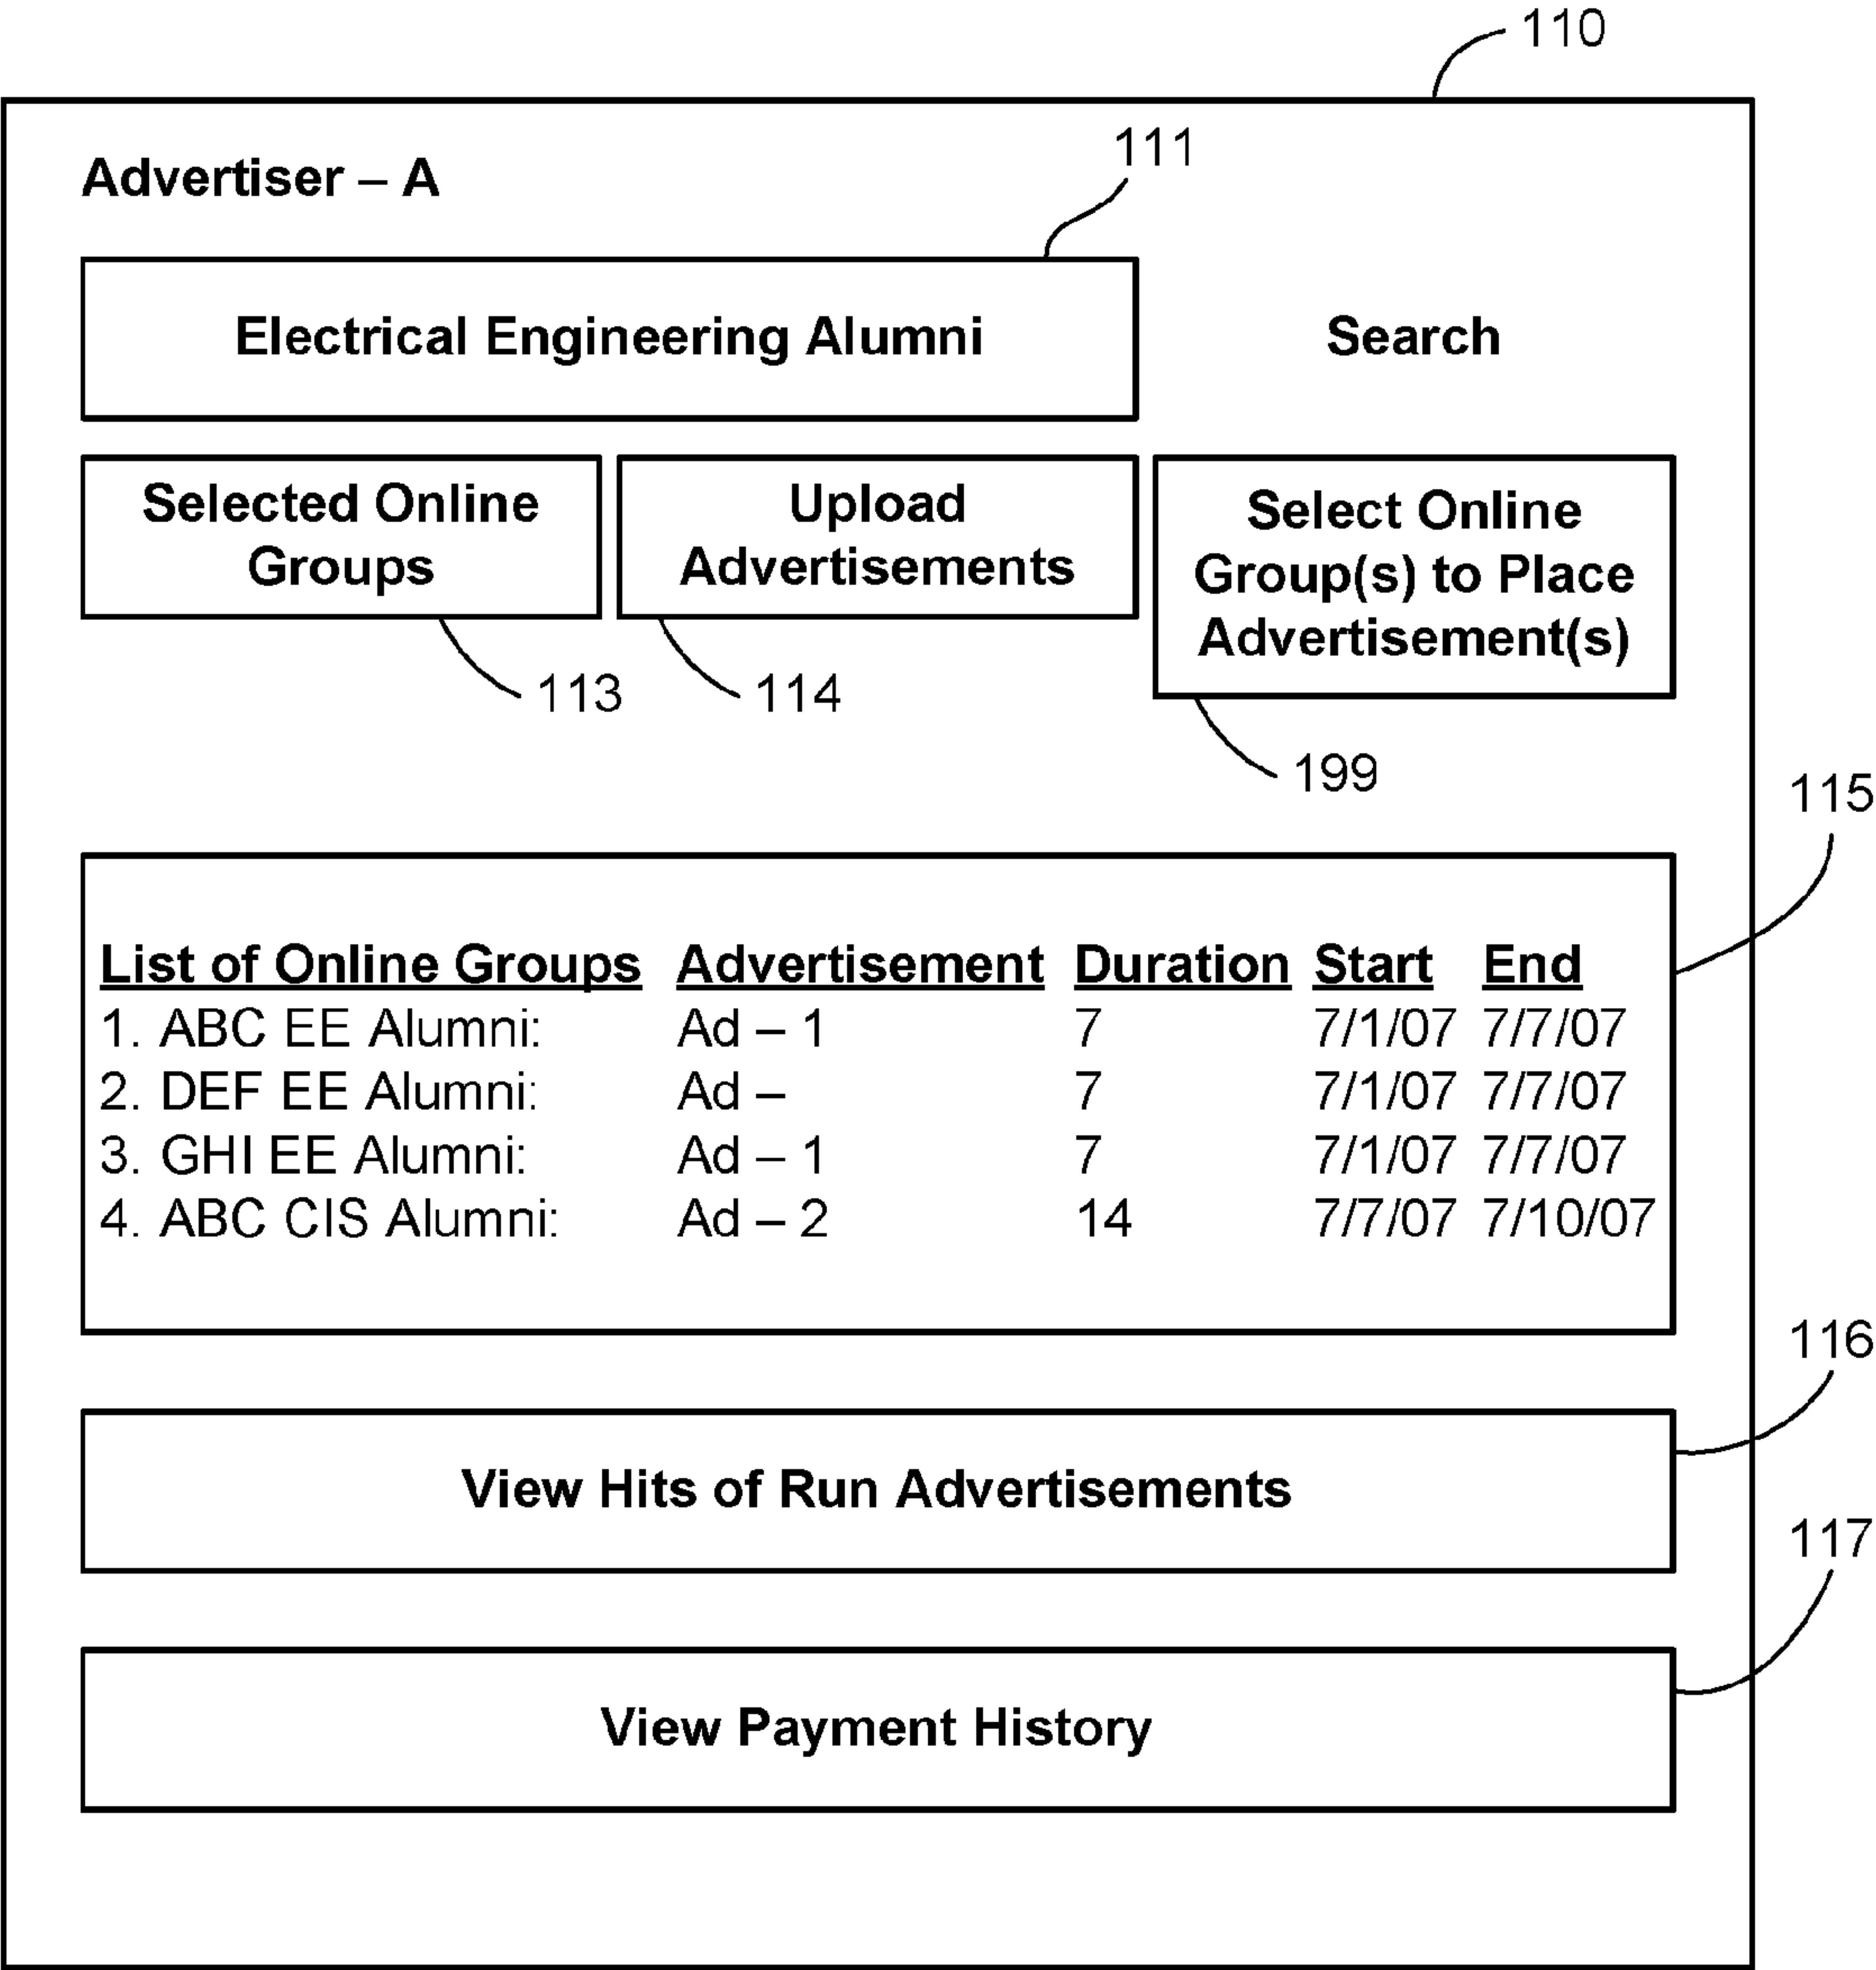 110
Advertiser – A
111
Electrical Engineering Alumni
Search
Selected Online
Groups
Upload
Advertisements
Select Online
Group(s) to Place
Advertisement(s)
113
114
199
115
List of Online Groups Advertisement Duration Start End
1. ABC EE Alumni: Ad – 1 7 7/1/07 7/7/07
2. DEF EE Alumni: Ad – 7 7/1/07 7/7/07
3. GHI EE Alumni: Ad – 1 7 7/1/07 7/7/07
4. ABC CIS Alumni: Ad – 2 14 7/7/07 7/10/07
116
View Hits of Run Advertisements
117
View Payment History